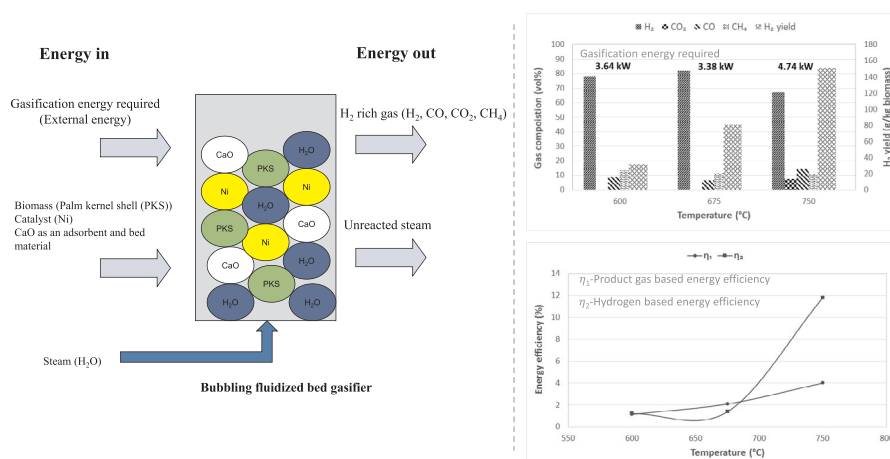 Energy in
Energy out
Gasification energy required
(External energy)
H₂ rich gas (H₂, CO, CO₂, CH₄)
Biomass (Palm kernel shell (PKS))
Catalyst (Ni)
CaO as an adsorbent and bed
material
Unreacted steam
CaO
PKS
H₂O
Ni
H₂O
Ni
PKS
Ni
CaO
CaO
H₂O
PKS
H₂O
H₂O
Steam (H₂O)
Bubbling fluidized bed gasifier
H₂ CO₂ CO CH₄ H₂ yield
Gasification energy required
3.64 kW 3.38 kW 4.74 kW
Gas compoistion (vol%)
100
90
80
70
60
50
40
30
20
10
0
180
160
140
120
100
80
60
40
20
0
H₂ yield (g/kg biomass)
600 675 750
Temperature (°C)
η₁ η₂
η₁-Product gas based energy efficiency
η₂-Hydrogen based energy efficiency
Energy efficiency (%)
14
12
10
8
6
4
2
0
550 600 650 700 750 800
Temperature (°C)